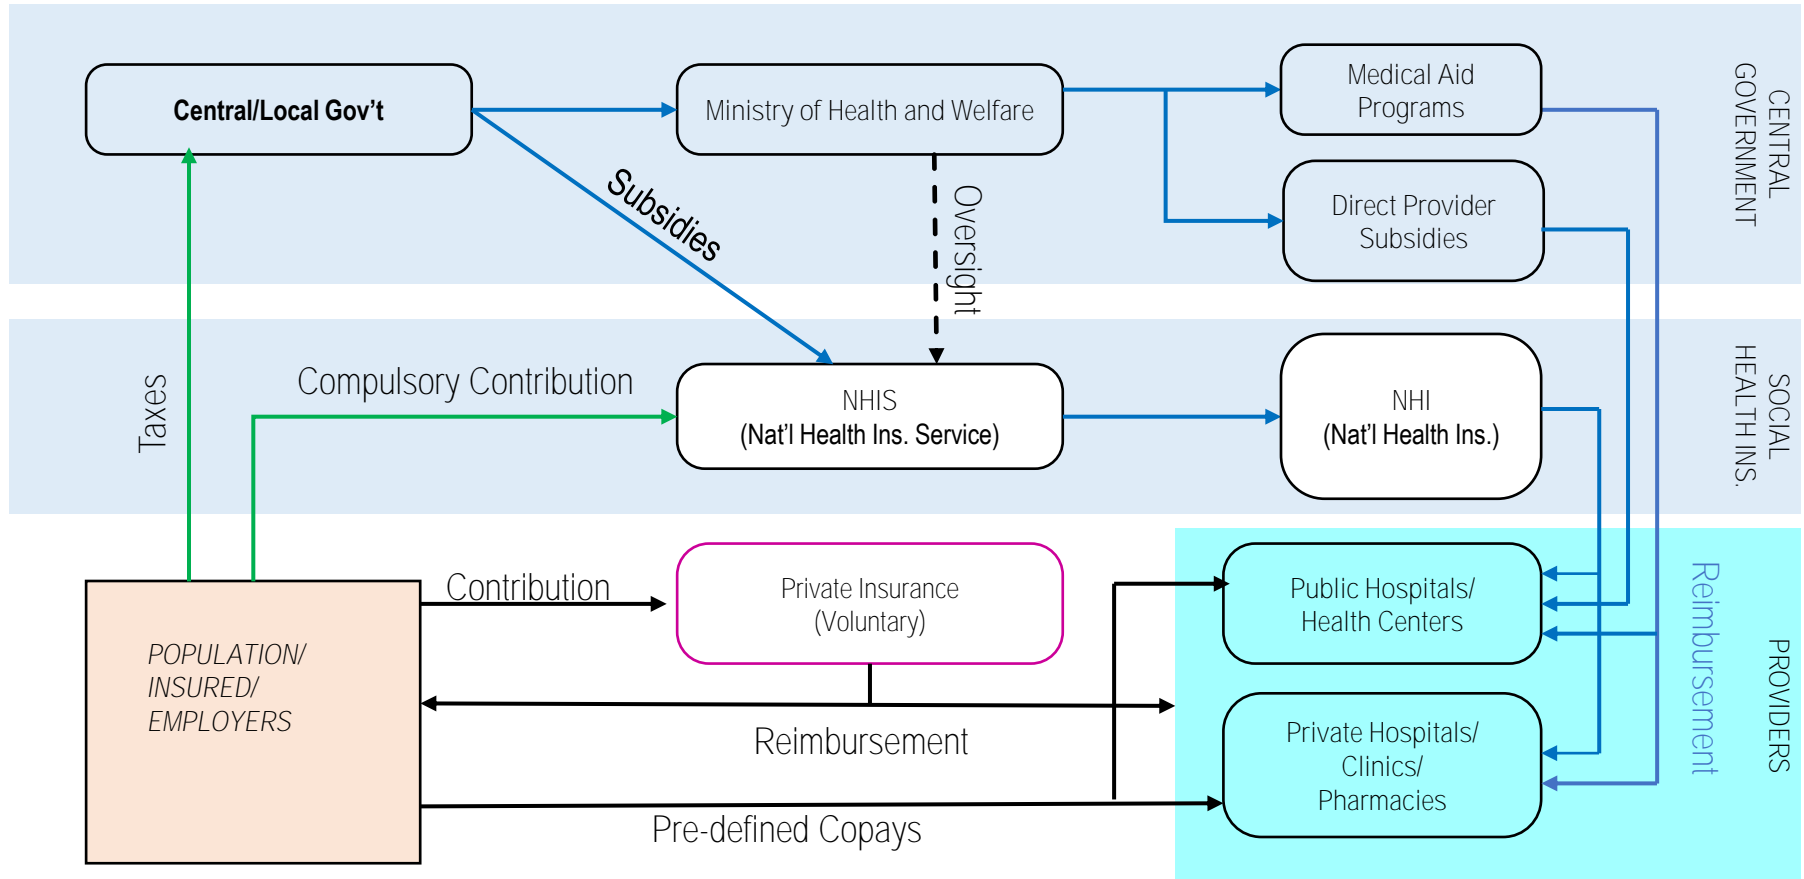 Central/Local Gov't
Ministry of Health and Welfare
Medical Aid
Programs
CENTRAL
GOVERNMENT
Subsidies
Oversight
Direct Provider
Subsidies
Taxes
Compulsory Contribution
NHIS
(Nat'l Health Ins. Service)
NHI
(Nat'l Health Ins.)
SOCIAL
HEALTH INS.
POPULATION/
INSURED/
EMPLOYERS
Contribution
Private Insurance
(Voluntary)
Reimbursement
Pre-defined Copays
Public Hospitals/
Health Centers
Private Hospitals/
Clinics/
Pharmacies
Reimbursement
PROVIDERS